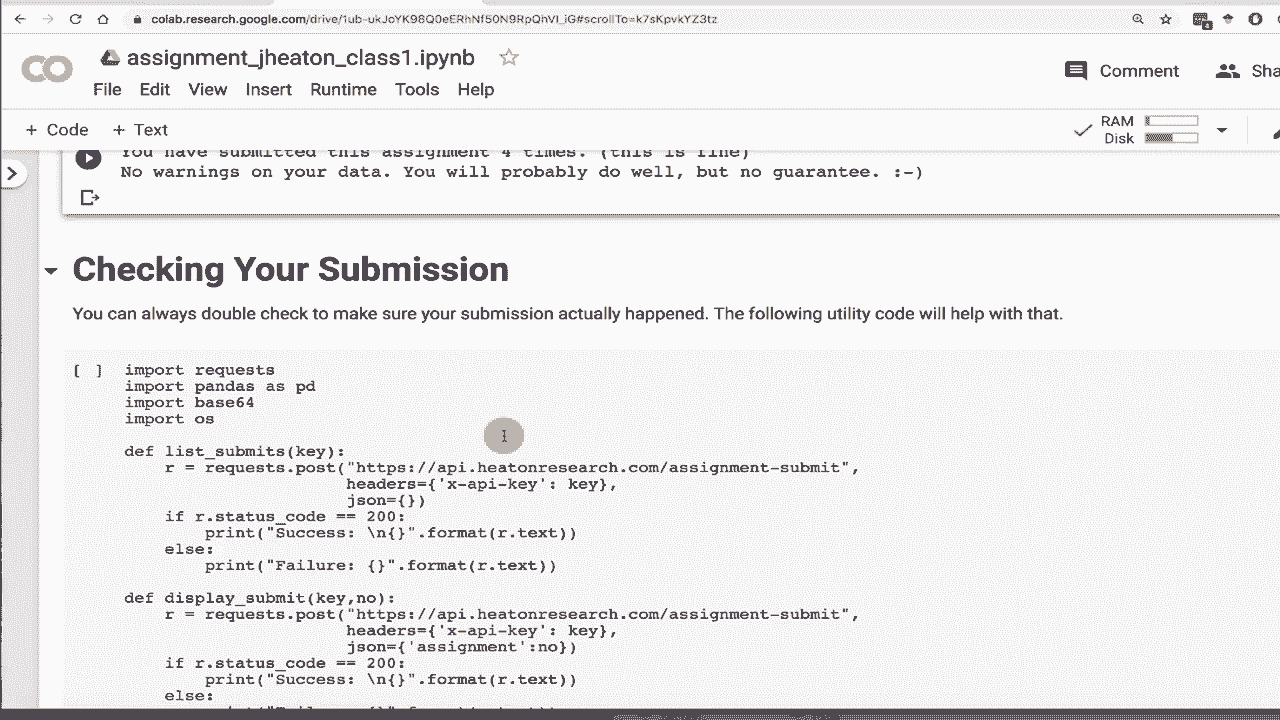 colab.research.google.com/drive/1ub-ukJoYK98Q0eERhNf59N9RpQhVI_iG#scrollTo=k7sKpvkYZ3tz
CO
assignment_jheaton_class1.ipynb
File Edit View Insert Runtime Tools Help
Comment
Sha
+ Code + Text
RAM
Disk
You have submitted this assignment 4 times. (this is fine)
No warnings on your data. You will probably do well, but no guarantee. :-)
Checking Your Submission
You can always double check to make sure your submission actually happened. The following utility code will help with that.
[ ] import requests
import pandas as pd
import base64
import os
def list_submits(key):
r = requests.post("https://api.heatonresearch.com/assignment-submit",
headers={'x-api-key': key},
json={})
if r.status_code == 200:
print("Success: \n{}".format(r.text))
else:
print("Failure: {}".format(r.text))
def display_submit(key,no):
r = requests.post("https://api.heatonresearch.com/assignment-submit",
headers={'x-api-key': key},
json={'assignment':no})
if r.status_code == 200:
print("Success: \n{}".format(r.text))
else: